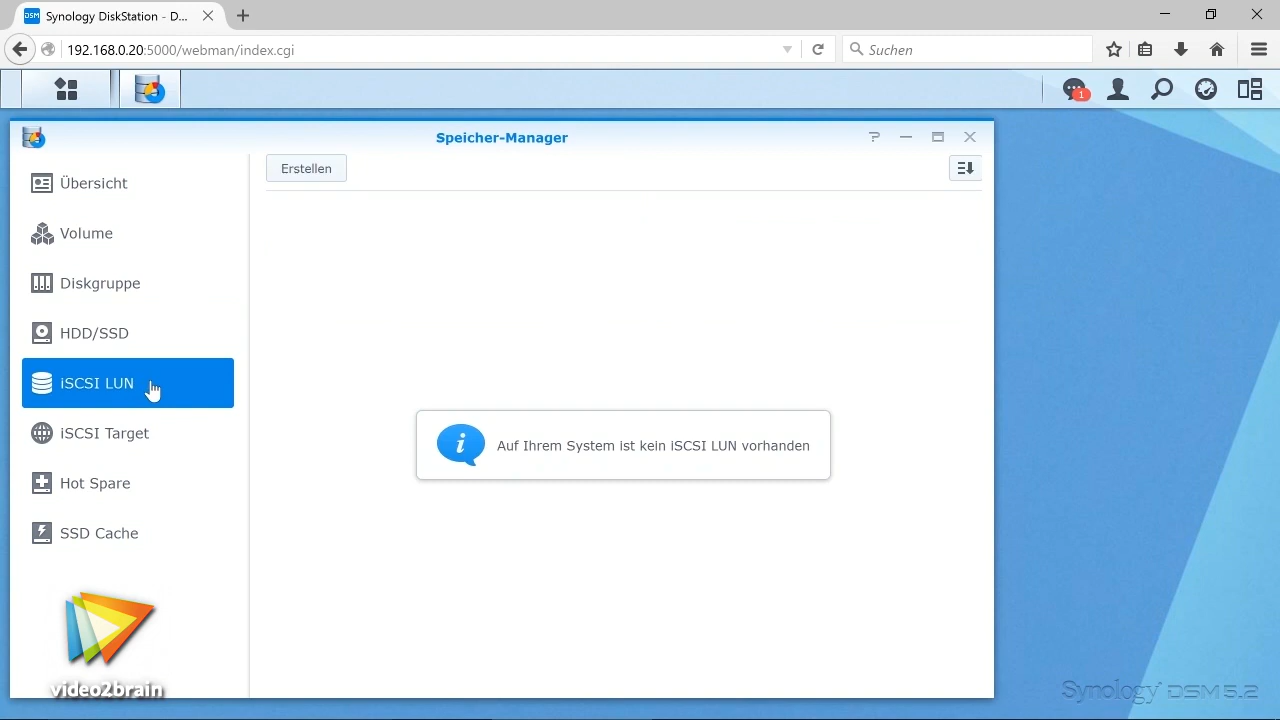 DSM Synology DiskStation - D...
192.168.0.20:5000/webman/index.cgi
Suchen
1
Speicher-Manager
Übersicht
Volume
Diskgruppe
HDD/SSD
iSCSI LUN
iSCSI Target
Hot Spare
SSD Cache
Erstellen
Auf Ihrem System ist kein iSCSI LUN vorhanden
video2brain
Synology DSM 5.2